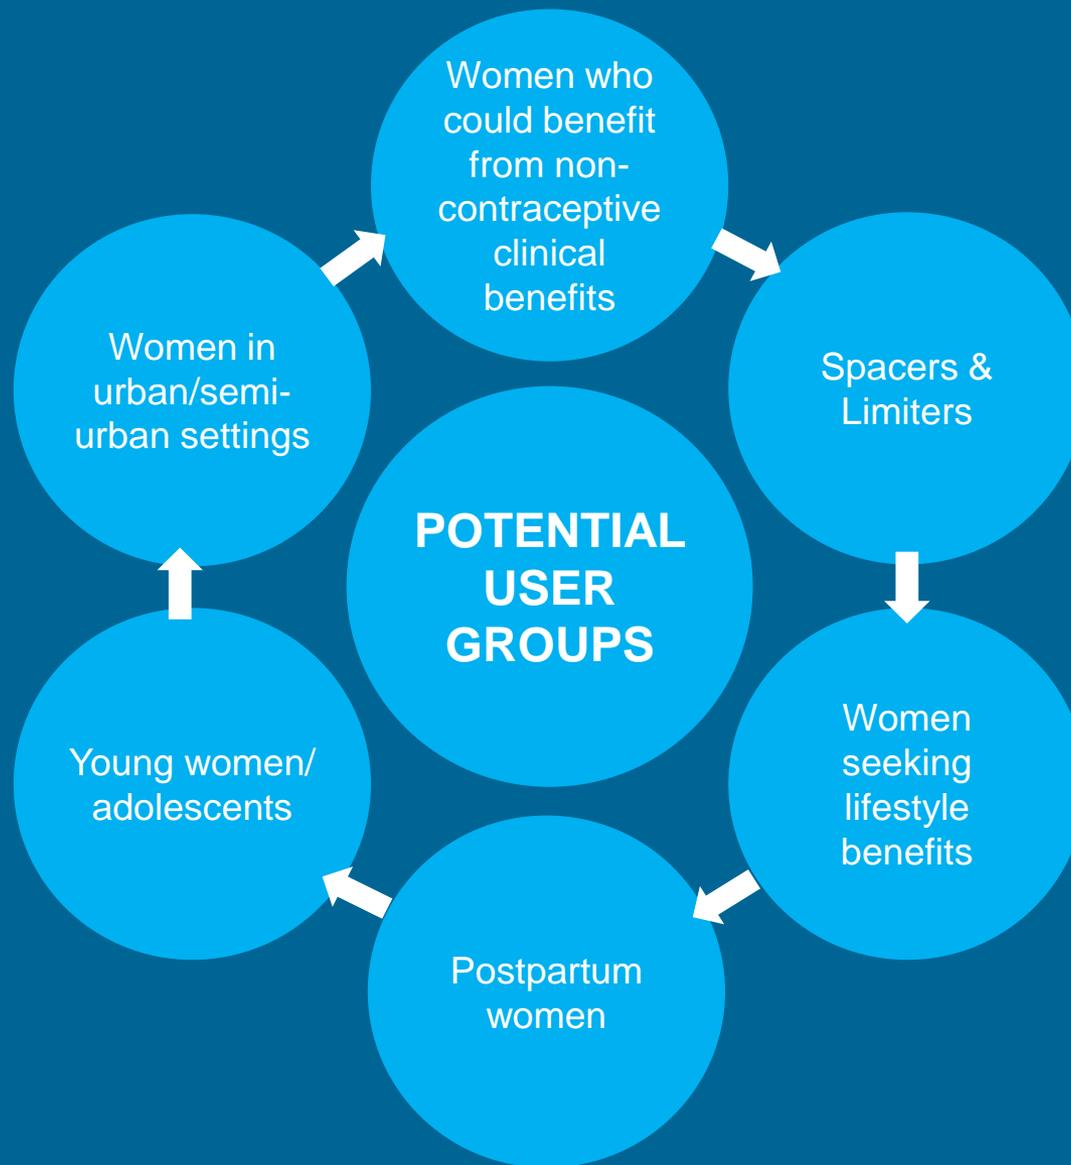 Women who
could benefit
from non-
contraceptive
clinical
benefits
Spacers &
Limiters
Women
seeking
lifestyle
benefits
Postpartum
women
Young women/
adolescents
Women in
urban/semi-
urban settings
POTENTIAL
USER
GROUPS